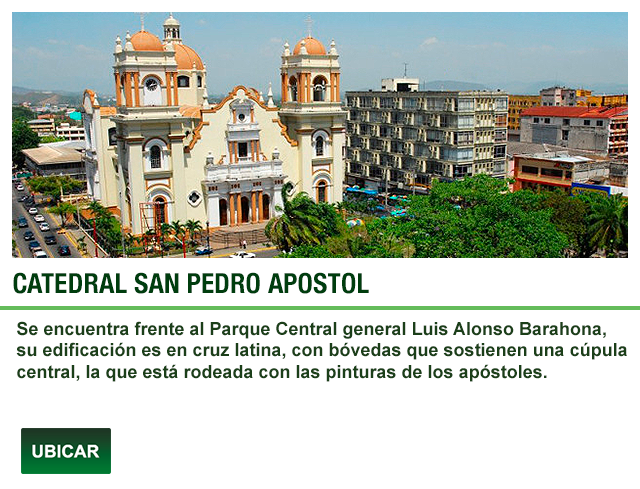 CATEDRAL SAN PEDRO APOSTOL
Se encuentra frente al Parque Central general Luis Alonso Barahona,
su edificación es en cruz latina, con bóvedas que sostienen una cúpula
central, la que está rodeada con las pinturas de los apóstoles.
UBICAR